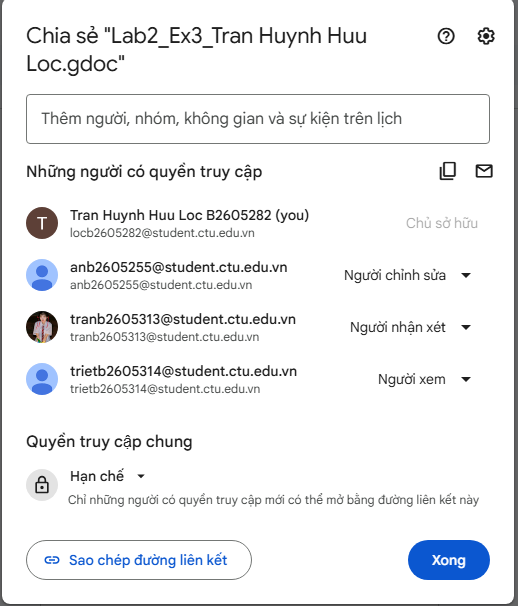 Chia sẻ "Lab2_Ex3_Tran Huynh Huu
Loc.gdoc"
Thêm người, nhóm, không gian và sự kiện trên lịch
Những người có quyền truy cập
T
Tran Huynh Huu Loc B2605282 (you)
locb2605282@student.ctu.edu.vn
Chủ sở hữu
anb2605255@student.ctu.edu.vn
anb2605255@student.ctu.edu.vn
Người chỉnh sửa
tranb2605313@student.ctu.edu.vn
tranb2605313@student.ctu.edu.vn
Người nhận xét
trietb2605314@student.ctu.edu.vn
trietb2605314@student.ctu.edu.vn
Người xem
Quyền truy cập chung
Hạn chế
Chỉ những người có quyền truy cập mới có thể mở bằng đường liên kết này
Sao chép đường liên kết
Xong